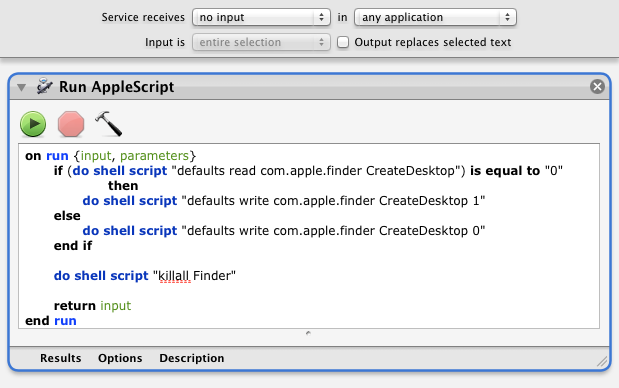 Service receives no input in any application
Input is entire selection Output replaces selected text
Run AppleScript
on run {input, parameters}
if (do shell script "defaults read com.apple.finder CreateDesktop") is equal to "0"
then
do shell script "defaults write com.apple.finder CreateDesktop 1"
else
do shell script "defaults write com.apple.finder CreateDesktop 0"
end if
do shell script "killall Finder"
return input
end run
Results Options Description